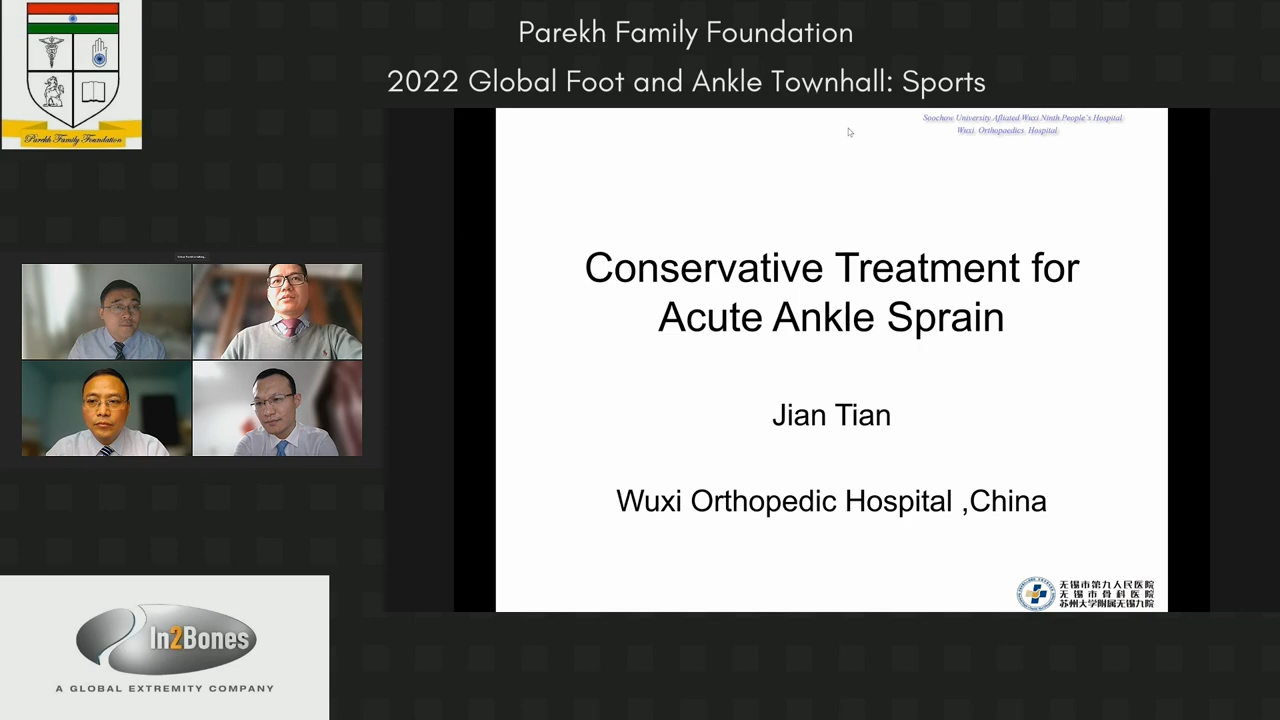 Parekh Family Foundation
2022 Global Foot and Ankle Townhall: Sports
Parekh Family Foundation
Soochow University Affliated Wuxi Ninth People's Hospital
Wuxi Orthopaedics Hospital
Conservative Treatment for
Acute Ankle Sprain
Jian Tian
Wuxi Orthopedic Hospital ,China
无锡市第九人民医院
无锡市骨科医院
苏州大学附属无锡九院
In2Bones
A GLOBAL EXTREMITY COMPANY